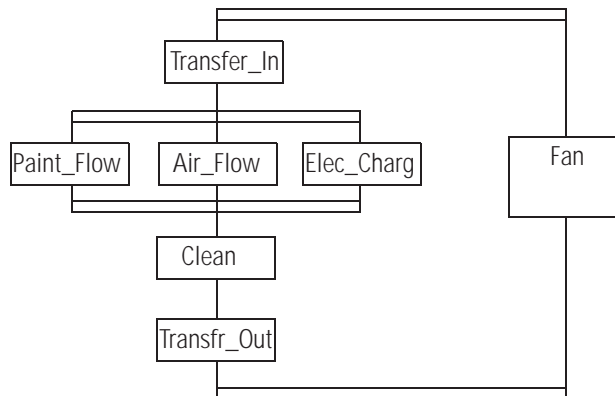 Transfer_In
Paint_Flow
Air_Flow
Elec_Charg
Fan
Clean
Transfr_Out